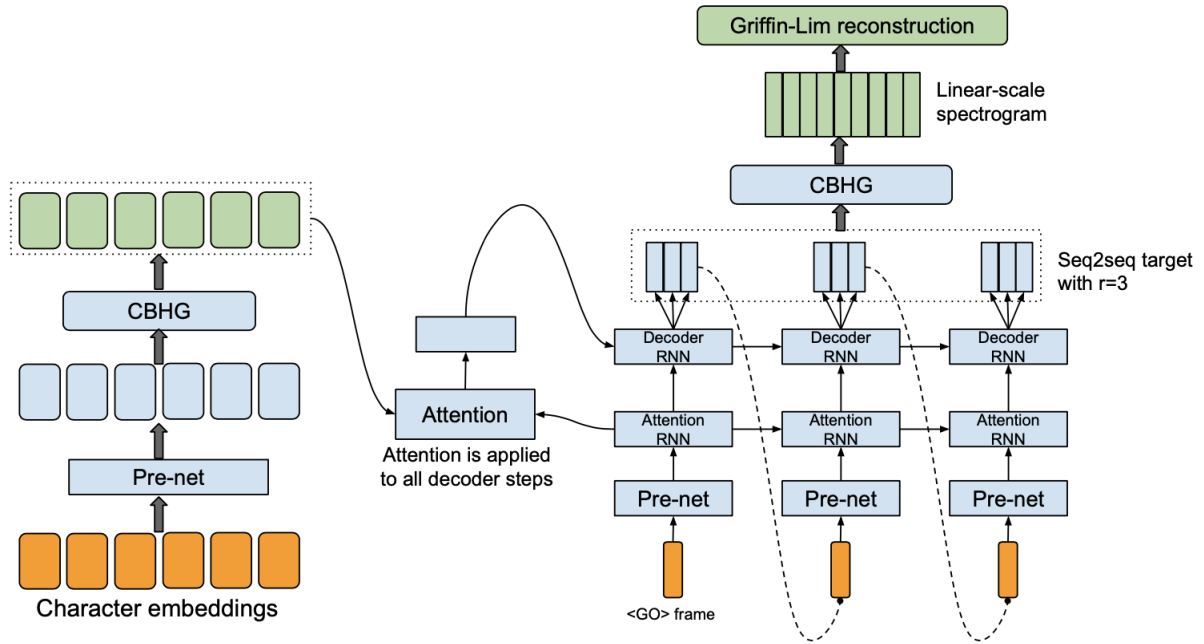 Griffin-Lim reconstruction
Linear-scale
spectrogram
CBHG
Seq2seq target
with r=3
CBHG
Decoder
RNN
Decoder
RNN
Decoder
RNN
Attention
Attention
RNN
Attention
RNN
Attention
RNN
Attention is applied
to all decoder steps
Pre-net
Pre-net
Pre-net
Pre-net
Character embeddings
<GO> frame